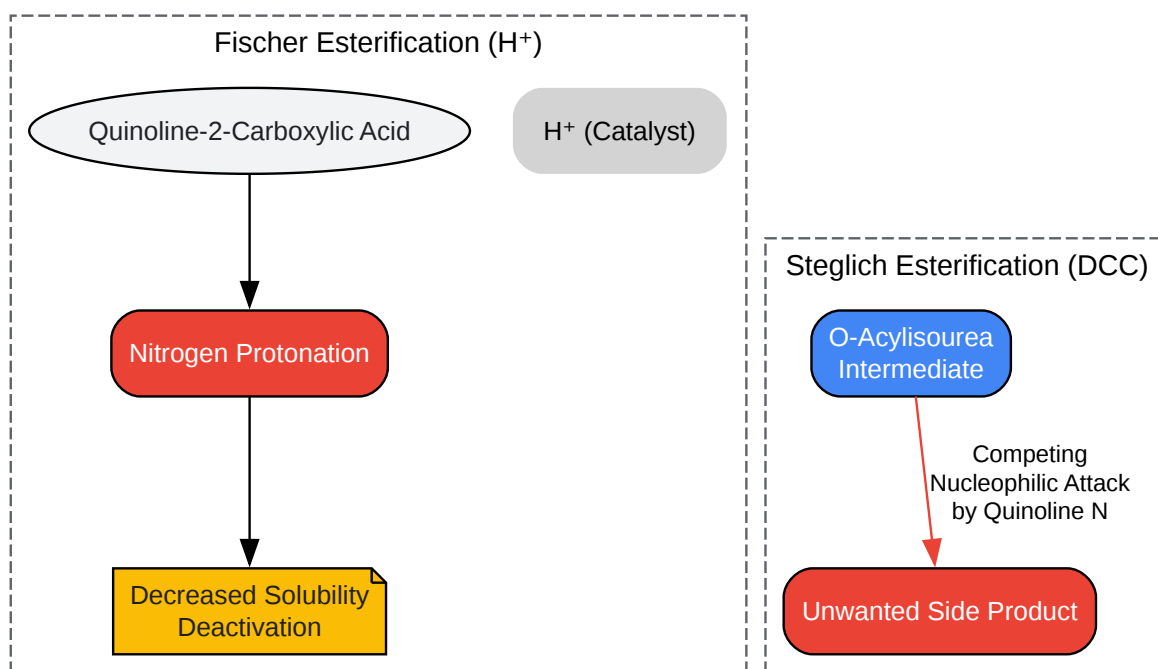 Fischer Esterification (H⁺)
Quinoline-2-Carboxylic Acid
H⁺ (Catalyst)
Nitrogen Protonation
Decreased Solubility
Deactivation
Steglich Esterification (DCC)
O-Acylisourea
Intermediate
Competing
Nucleophilic Attack
by Quinoline N
Unwanted Side Product